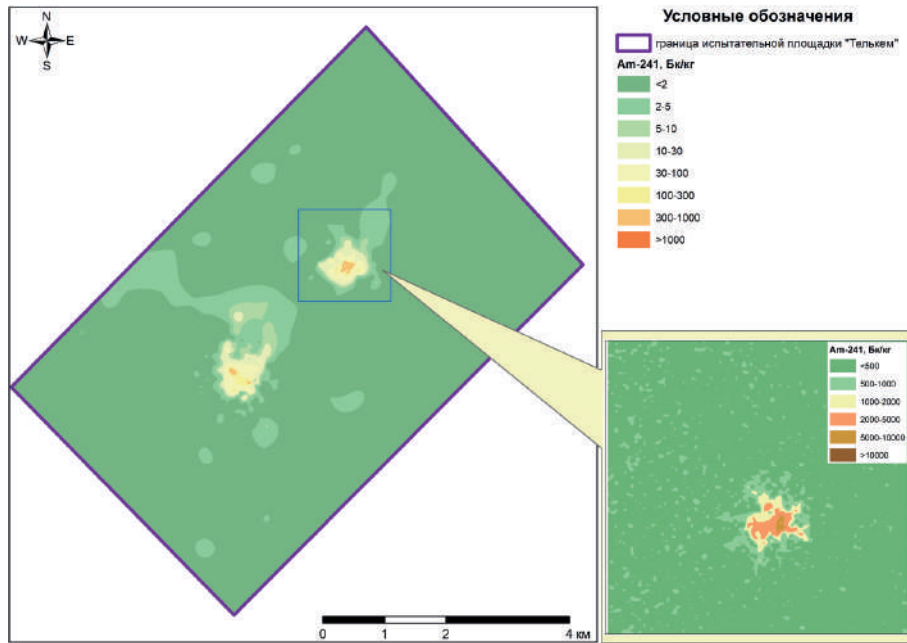 N
W E
S
Условные обозначения
граница испытательной площадки "Телькем"
Am-241, Бк/кг
<2
2-5
5-10
10-30
30-100
100-300
300-1000
>1000
Am-241, Бк/кг
<500
500-1000
1000-2000
2000-5000
5000-10000
>10000
0 1 2 4 км